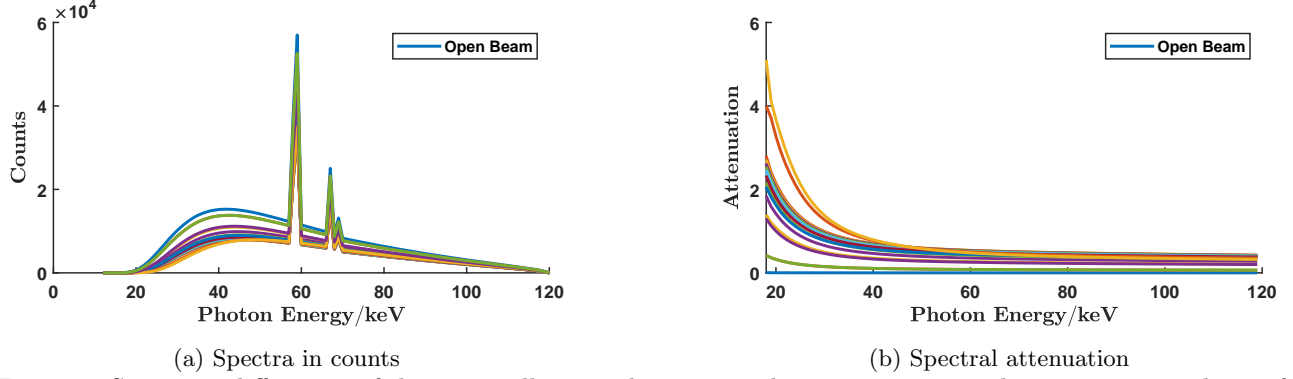 ×10⁴
6
4
2
0
Counts
Open Beam
0 20 40 60 80 100 120
Photon Energy/keV
(a) Spectra in counts
6
4
2
0
Attenuation
Open Beam
20 40 60 80 100 120
Photon Energy/keV
(b) Spectral attenuation